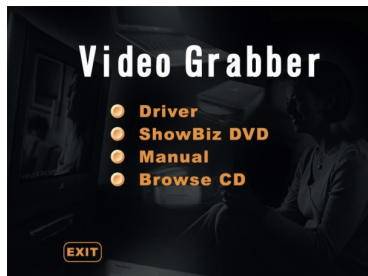 Video Grabber
Driver
ShowBiz DVD
Manual
Browse CD
EXIT